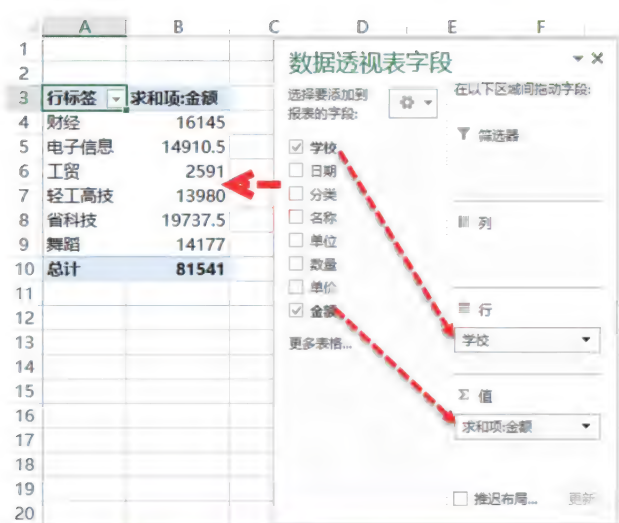 A B C D E F
1
2
3 行标签 求和项:金额
4 财经 16145
5 电子信息 14910.5
6 工贸 2591
7 轻工高技 13980
8 省科技 19737.5
9 舞蹈 14177
10 总计 81541
11
12
13
14
15
16
17
18
19
20
数据透视表字段
选择要添加到
报表的字段:
学校
日期
分类
名称
单位
数量
单价
金额
更多表格...
在以下区域间拖动字段:
筛选器
列
行
学校
Σ 值
求和项:金额
推迟布局... 更新